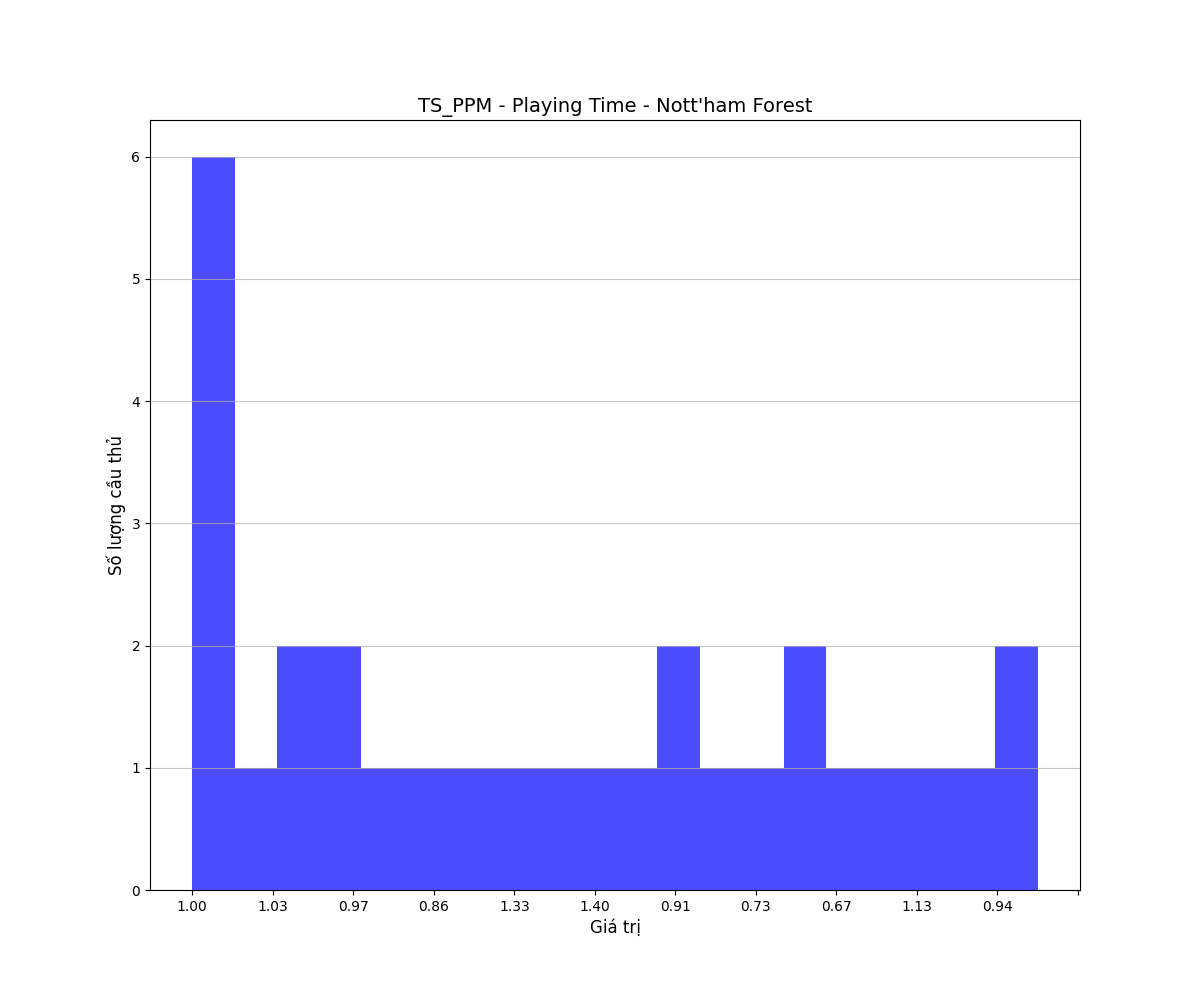 TS_PPM - Playing Time - Nott'ham Forest
6
5
4
3
2
1
0
Số lượng cầu thủ
1.00 1.03 0.97 0.86 1.33 1.40 0.91 0.73 0.67 1.13 0.94
Giá trị